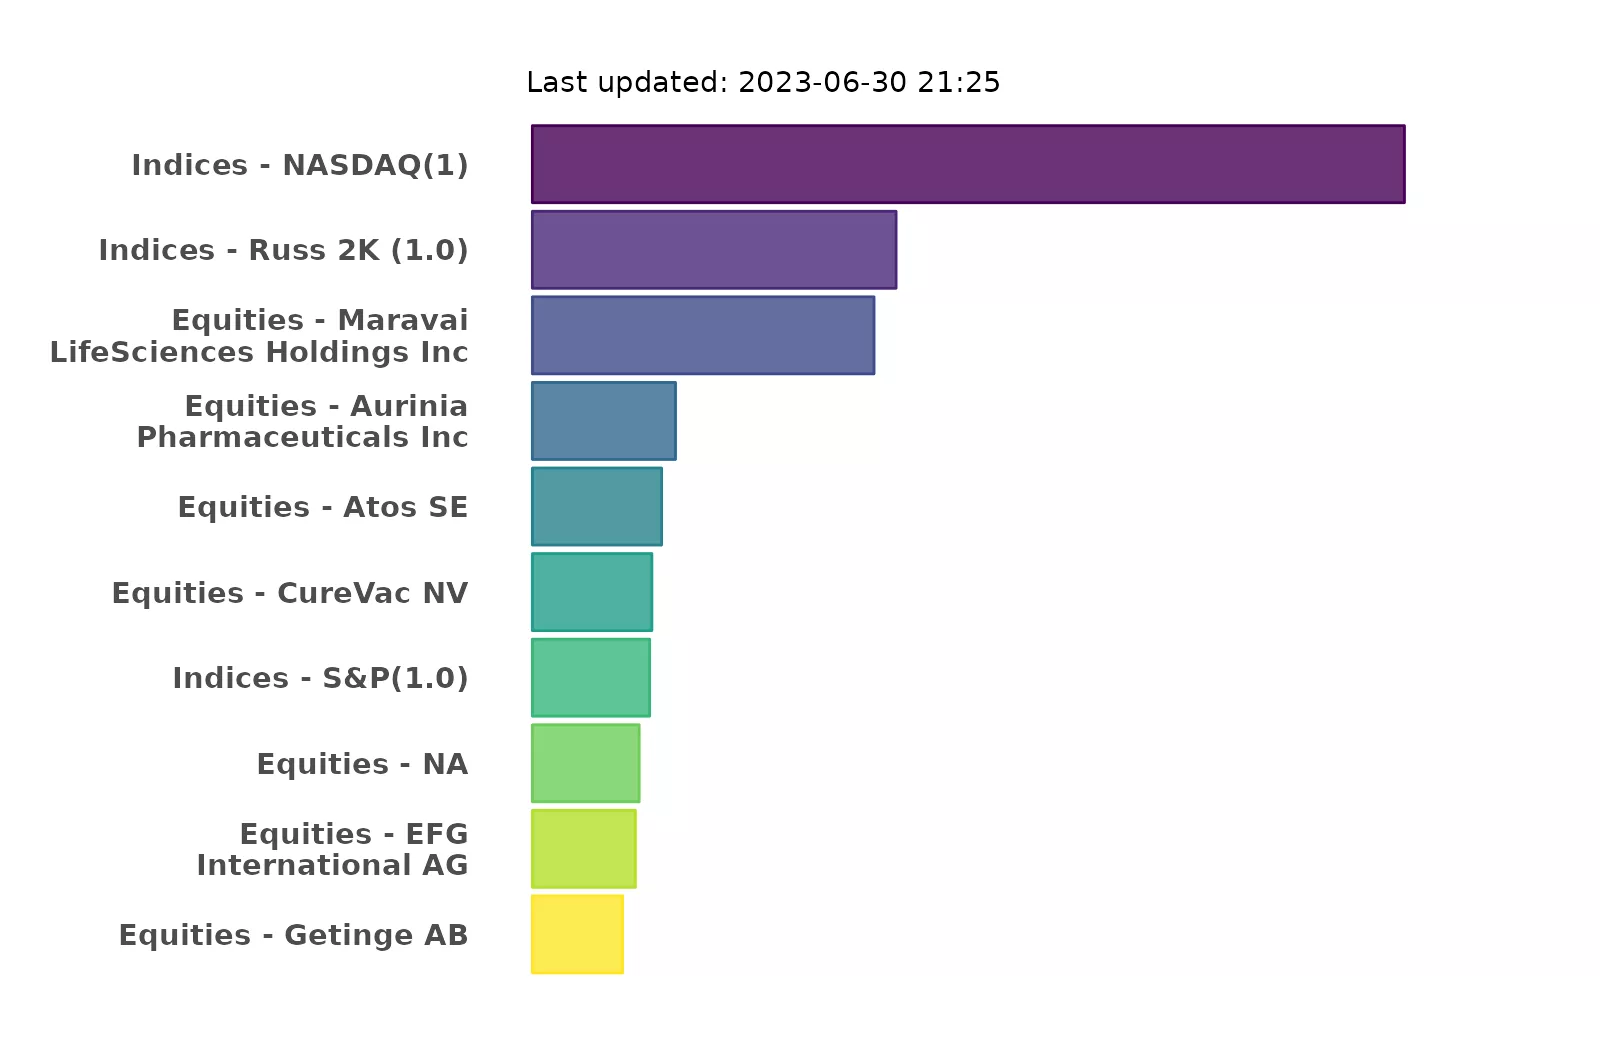 Last updated: 2023-06-30 21:25
Indices - NASDAQ(1)
Indices - Russ 2K (1.0)
Equities - Maravai
LifeSciences Holdings Inc
Equities - Aurinia
Pharmaceuticals Inc
Equities - Atos SE
Equities - CureVac NV
Indices - S&P(1.0)
Equities - NA
Equities - EFG
International AG
Equities - Getinge AB